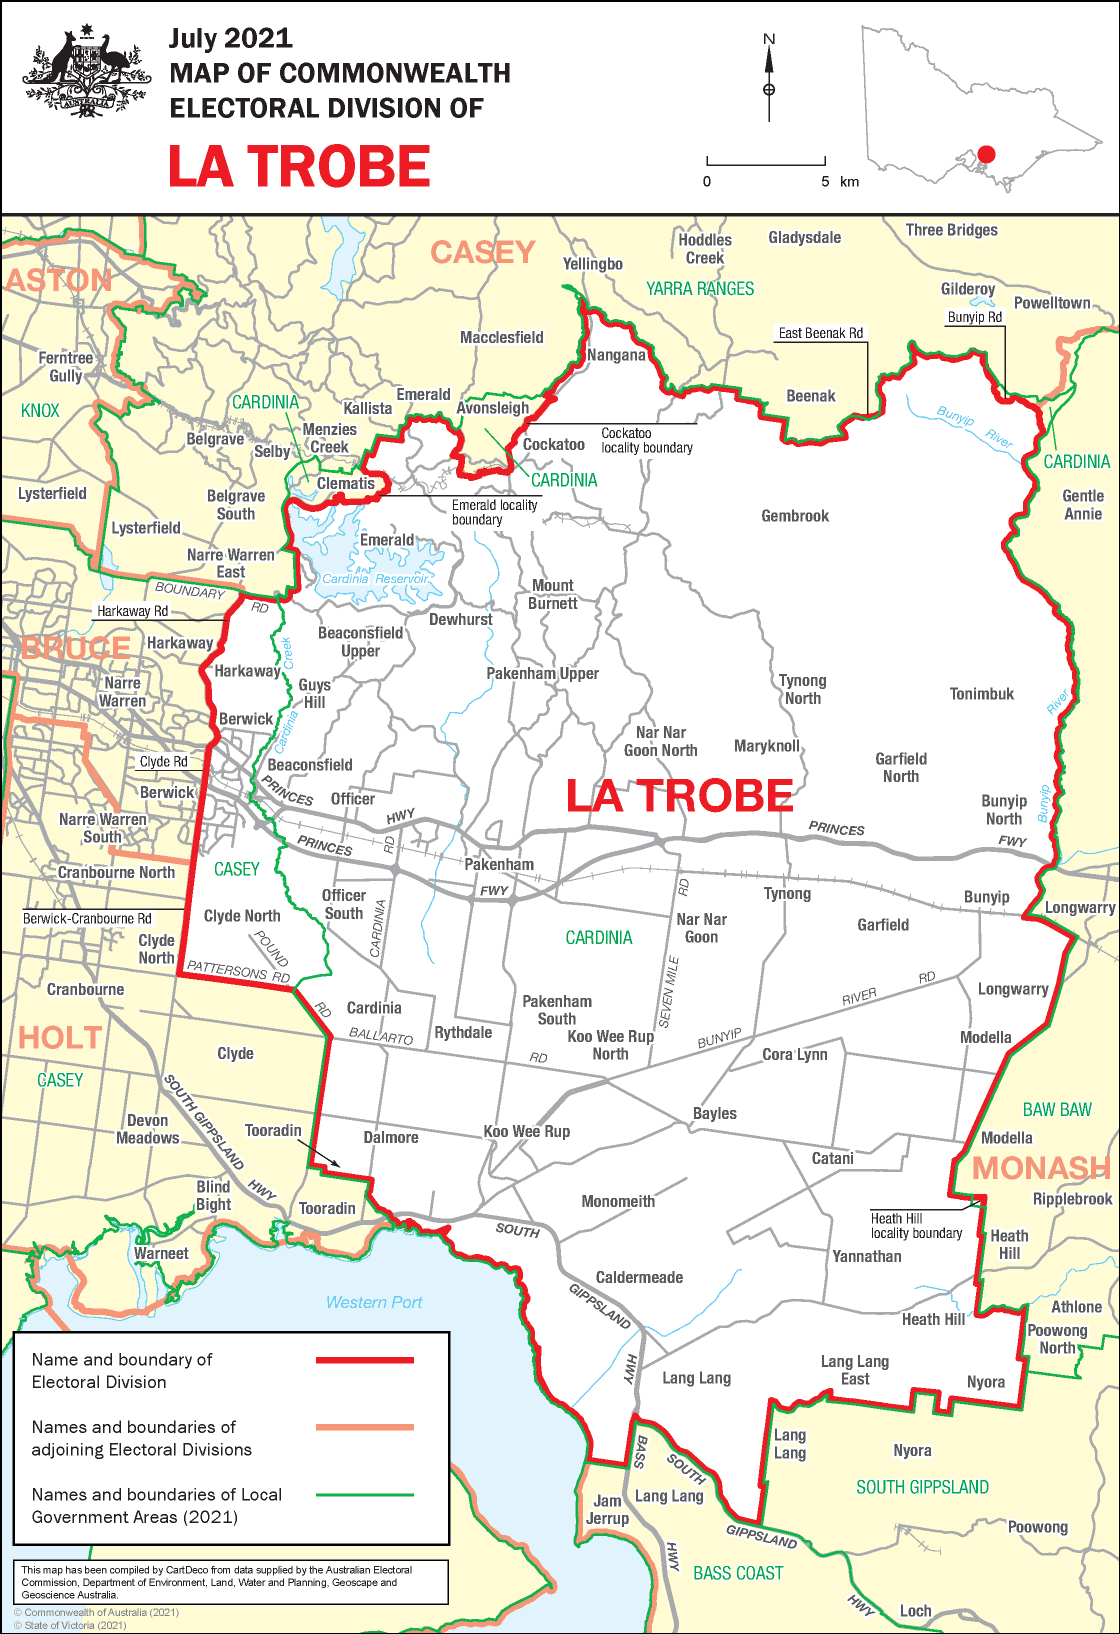 July 2021
MAP OF COMMONWEALTH
ELECTORAL DIVISION OF
LA TROBE
AUSTRALIA
N
0 5 km
CASEY
Hoddles
Creek
Gladysdale
Three Bridges
Yellingbo
ASTON
YARRA RANGES
Gilderoy
Powelltown
Bunyip Rd
East Beenak Rd
Macclesfield
Nangana
Ferntree
Gully
KNOX
CARDINIA
Kallista
Emerald
Avonsleigh
Beenak
Bunyip River
Belgrave
Selby
Menzies
Creek
Cockatoo
Cockatoo
locality boundary
CARDINIA
CARDINIA
Lysterfield
Clematis
Belgrave
South
Emerald locality
boundary
Gembrook
Gentle
Annie
Lysterfield
Emerald
Narre Warren
East
Cardinia Reservoir
BOUNDARY RD
Mount
Burnett
Harkaway Rd
Dewhurst
BRUCE
Harkaway
Beaconsfield
Upper
Creek
Harkaway
Narre
Warren
Guys
Hill
Pakenham Upper
Tynong
North
Tonimbuk
River
Berwick
Cardinia
Nar Nar
Goon North
Maryknoll
Clyde Rd
Beaconsfield
Garfield
North
Berwick
PRINCES
Officer
HWY
LA TROBE
Bunyip
North
Bunyip
Narre Warren
South
PRINCES
RD
PRINCES
FWY
Cranbourne North
CASEY
Pakenham
FWY
Officer
South
RD
Tynong
Bunyip
Berwick-Cranbourne Rd
Clyde North
CARDINIA
Nar Nar
Goon
Garfield
Longwarry
Clyde
North
POUND
CARDINIA
PATTERSONS RD
SEVEN MILE
RD
Cranbourne
RD
Cardinia
Pakenham
South
RIVER
Longwarry
HOLT
BALLARTO
Rythdale
Koo Wee Rup
North
BUNYIP
Modella
Clyde
RD
Cora Lynn
CASEY
SOUTH GIPPSLAND
Bayles
BAW BAW
Devon
Meadows
Tooradin
Dalmore
Koo Wee Rup
Modella
Catani
MONASH
HWY
Blind
Bight
Tooradin
Monomeith
Ripplebrook
SOUTH
Heath Hill
locality boundary
Heath
Hill
Warneet
Yannathan
Caldermeade
Western Port
GIPPSLAND
Heath Hill
Athlone
Poowong
North
Name and boundary of
Electoral Division
HWY
Lang Lang
Lang Lang
East
Nyora
Names and boundaries of
adjoining Electoral Divisions
Lang
Lang
Nyora
BASS
SOUTH
Names and boundaries of Local
Government Areas (2021)
Jam
Jerrup
Lang Lang
SOUTH GIPPSLAND
GIPPSLAND
Poowong
HWY
BASS COAST
HWY
Loch
This map has been compiled by CartDeco from data supplied by the Australian Electoral
Commission, Department of Environment, Land, Water and Planning, Geoscape and
Geoscience Australia.
© Commonwealth of Australia (2021)
© State of Victoria (2021)